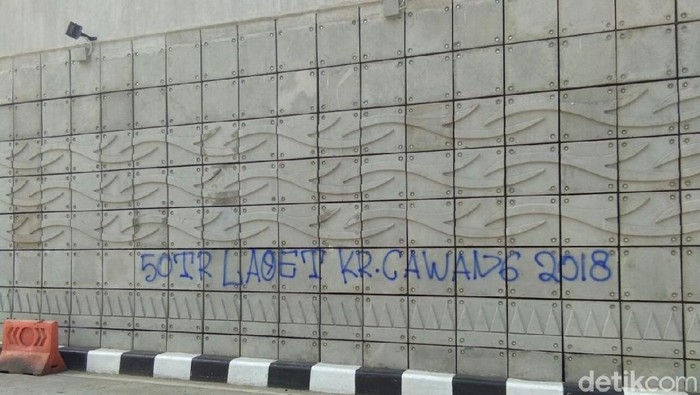 50TR LAOET KR.CAWANG 2018
detikcom